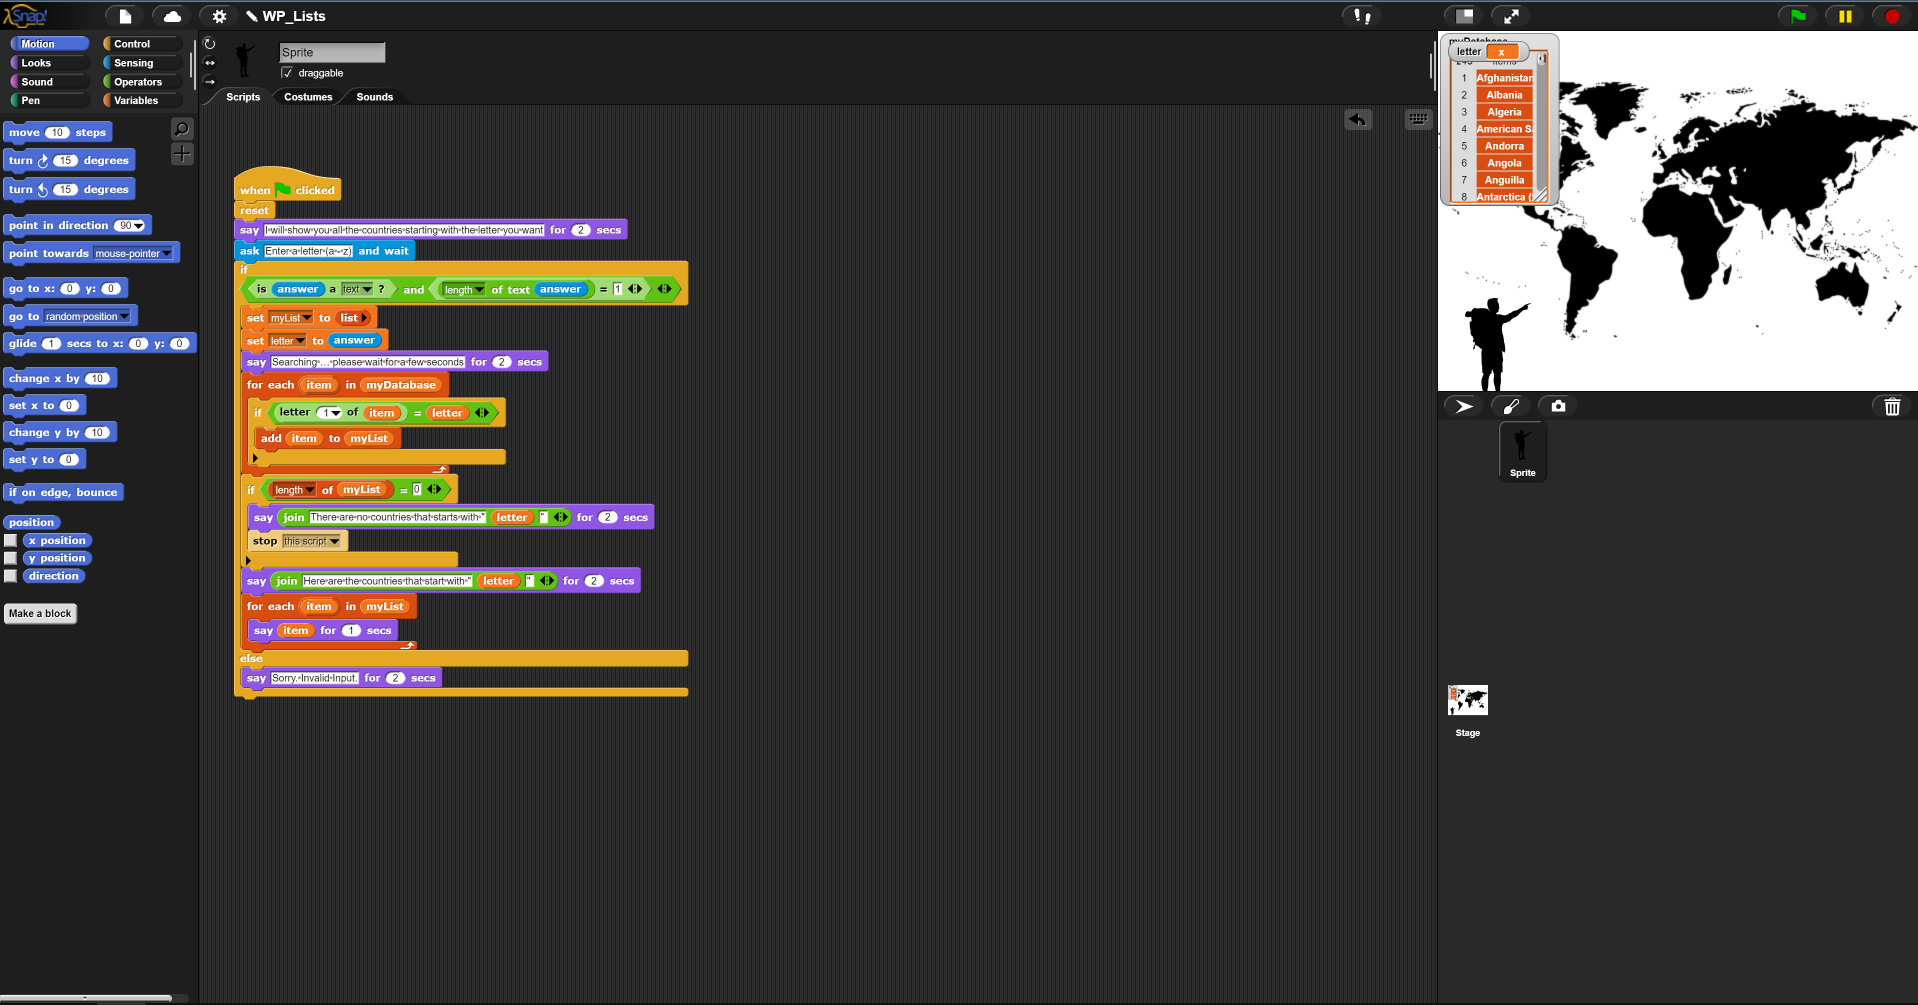 Snap!
WP_Lists
Motion
Control
Looks
Sensing
Sound
Operators
Pen
Variables
move 10 steps
turn 15 degrees
turn 15 degrees
point in direction 90
point towards mouse-pointer
go to x: 0 y: 0
go to random position
glide 1 secs to x: 0 y: 0
change x by 10
set x to 0
change y by 10
set y to 0
if on edge, bounce
position
x position
y position
direction
Make a block
Sprite
draggable
Scripts
Costumes
Sounds
when clicked
reset
say I will show you all the countries starting with the letter you want for 2 secs
ask Enter a letter (a - z) and wait
if
is answer a text ? and length of text answer = 1
set myList to list
set letter to answer
say Searching ... please wait for a few seconds for 2 secs
for each item in myDatabase
if letter 1 of item = letter
add item to myList
if length of myList = 0
say join There are no countries that starts with " letter " for 2 secs
stop this script
say join Here are the countries that start with " letter " for 2 secs
for each item in myList
say item for 1 secs
else
say Sorry. Invalid Input. for 2 secs
letter x
1 Afghanistan
2 Albania
3 Algeria
4 American S
5 Andorra
6 Angola
7 Anguilla
8 Antarctica (
Sprite
Stage